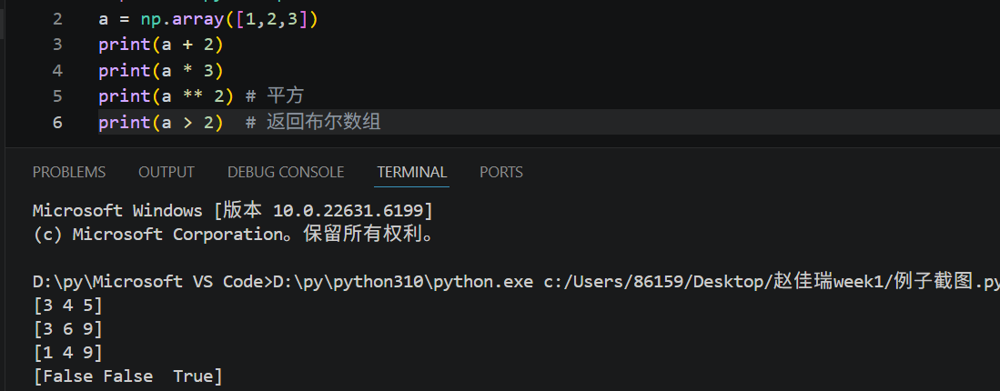 2 a = np.array([1,2,3])
3 print(a + 2)
4 print(a * 3)
5 print(a ** 2) # 平方
6 print(a > 2)  # 返回布尔数组
PROBLEMS OUTPUT DEBUG CONSOLE TERMINAL PORTS
Microsoft Windows [版本 10.0.22631.6199]
(c) Microsoft Corporation。保留所有权利。
D:\py\Microsoft VS Code>D:\py\python310\python.exe c:/Users/86159/Desktop/赵佳瑞week1/例子截图.py
[3 4 5]
[3 6 9]
[1 4 9]
[False False  True]